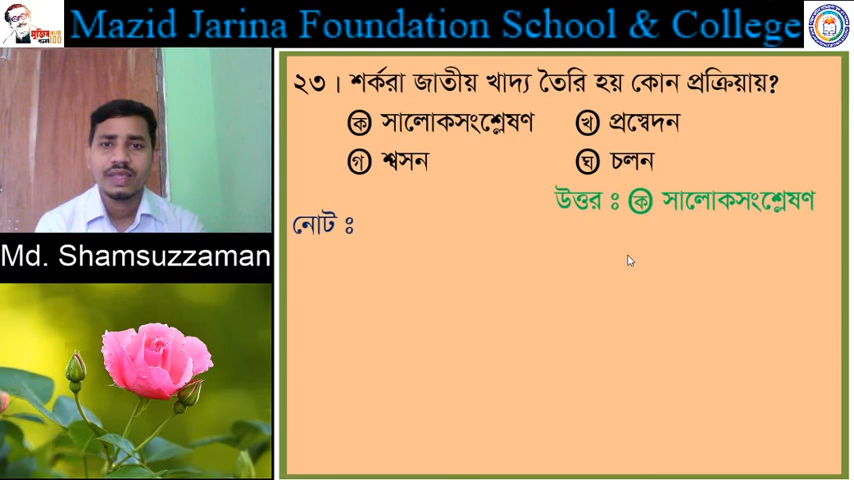 Mazid Jarina Foundation School & College
মুজিব
100
২৩। শর্করা জাতীয় খাদ্য তৈরি হয় কোন প্রক্রিয়ায়?
ক সালোকসংশ্লেষণ খ প্রস্বেদন
গ শ্বসন ঘ চলন
উত্তর ঃ ক সালোকসংশ্লেষণ
নোট ঃ
Md. Shamsuzzaman